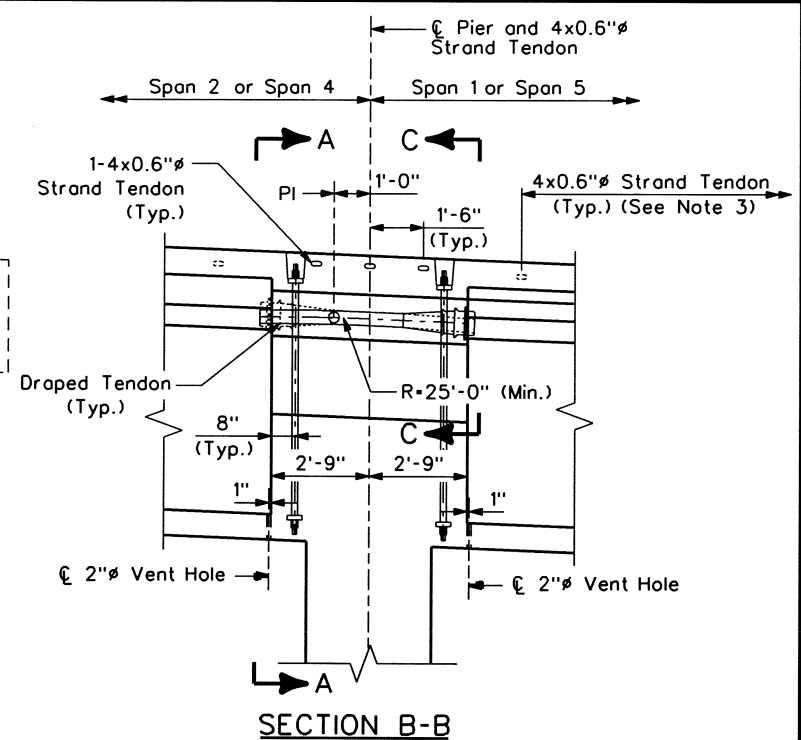 ℄ Pier and 4x0.6"ø
Strand Tendon
Span 2 or Span 4
Span 1 or Span 5
A
C
1-4x0.6"ø
Strand Tendon
(Typ.)
PI
1'-0"
4x0.6"ø Strand Tendon
(Typ.) (See Note 3)
1'-6"
(Typ.)
Draped Tendon
(Typ.)
R=25'-0" (Min.)
8"
(Typ.)
C
2'-9"
2'-9"
1"
1"
℄ 2"ø Vent Hole
℄ 2"ø Vent Hole
A
SECTION B-B